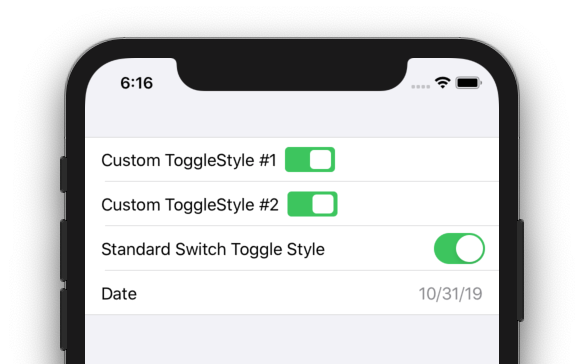 6:16
Custom ToggleStyle #1
Custom ToggleStyle #2
Standard Switch Toggle Style
Date 10/31/19